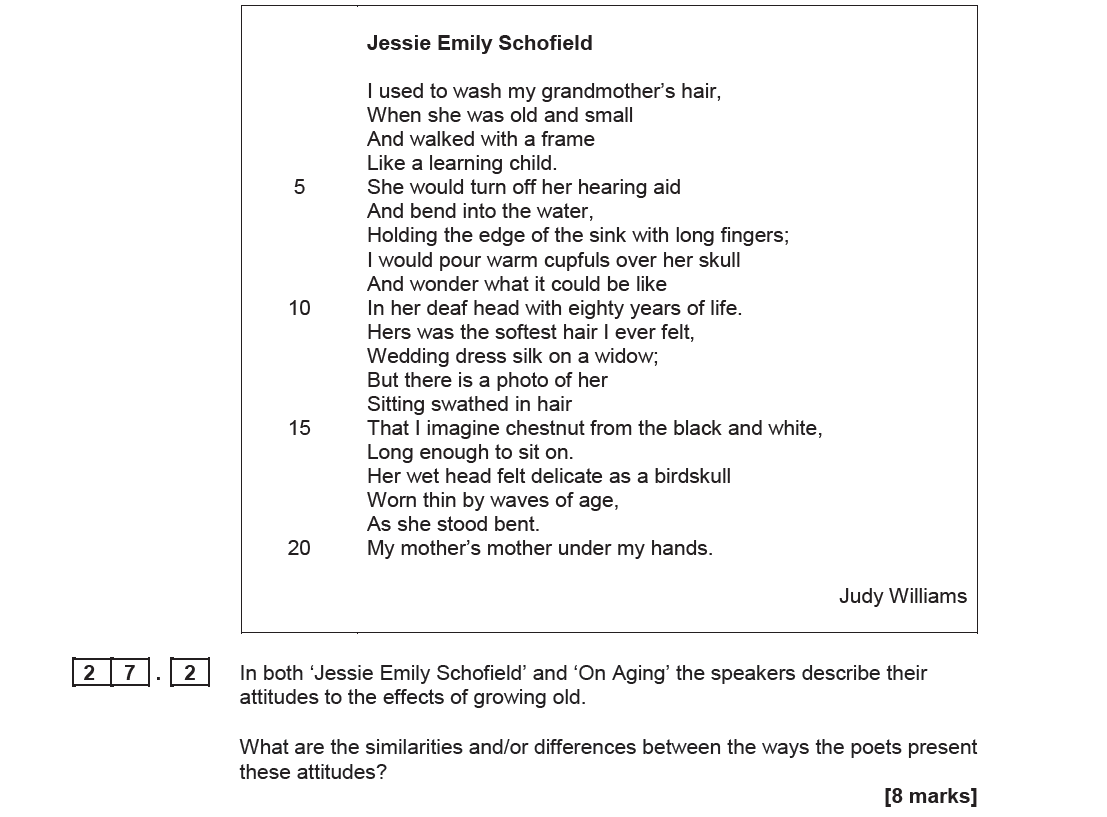 Jessie Emily Schofield
I used to wash my grandmother's hair,
When she was old and small
And walked with a frame
Like a learning child.
5 She would turn off her hearing aid
And bend into the water,
Holding the edge of the sink with long fingers;
I would pour warm cupfuls over her skull
And wonder what it could be like
10 In her deaf head with eighty years of life.
Hers was the softest hair I ever felt,
Wedding dress silk on a widow;
But there is a photo of her
Sitting swathed in hair
15 That I imagine chestnut from the black and white,
Long enough to sit on.
Her wet head felt delicate as a birdskull
Worn thin by waves of age,
As she stood bent.
20 My mother's mother under my hands.
Judy Williams
2 7 . 2 In both ‘Jessie Emily Schofield’ and ‘On Aging’ the speakers describe their
attitudes to the effects of growing old.
What are the similarities and/or differences between the ways the poets present
these attitudes?
[8 marks]